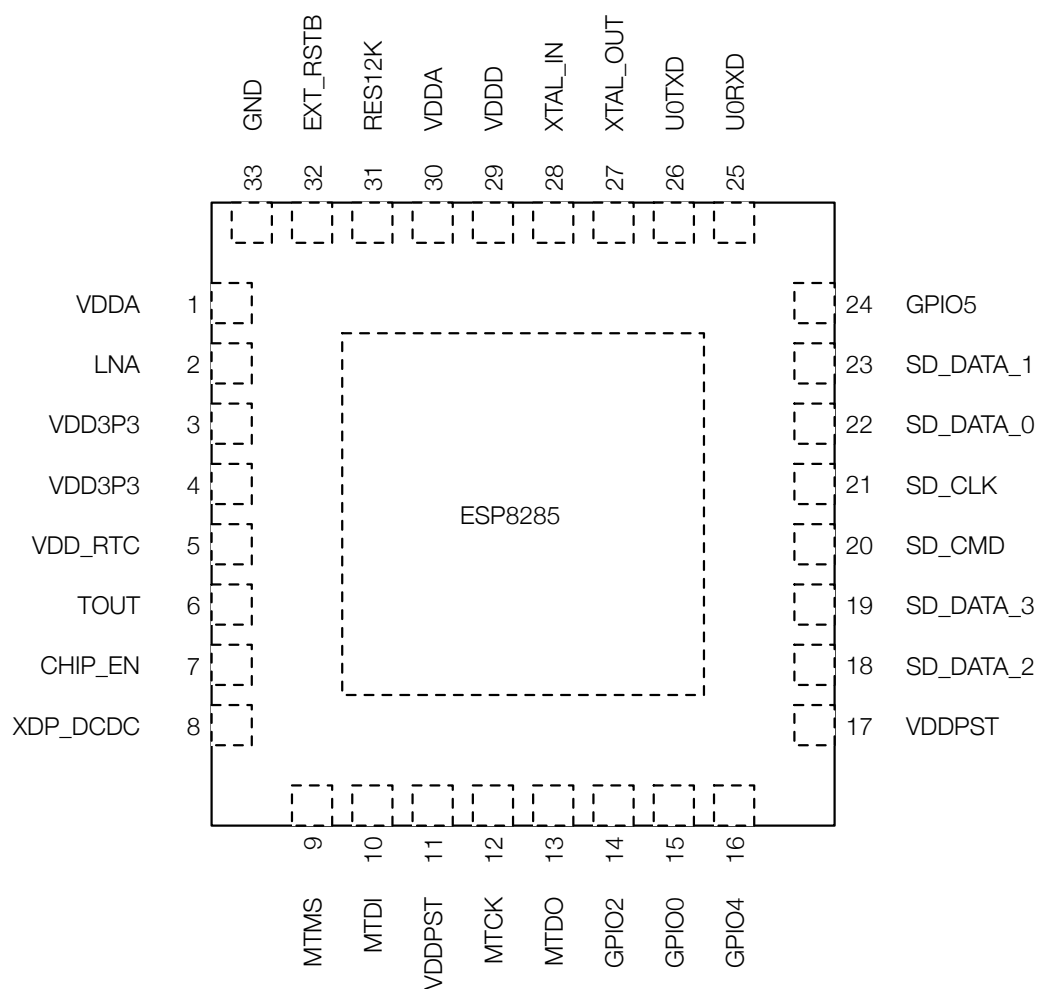 GND
EXT_RSTB
RES12K
VDDA
VDDD
XTAL_IN
XTAL_OUT
U0TXD
U0RXD
33
32
31
30
29
28
27
26
25
VDDA 1
LNA 2
VDD3P3 3
VDD3P3 4
VDD_RTC 5
TOUT 6
CHIP_EN 7
XDP_DCDC 8
ESP8285
24 GPIO5
23 SD_DATA_1
22 SD_DATA_0
21 SD_CLK
20 SD_CMD
19 SD_DATA_3
18 SD_DATA_2
17 VDDPST
9
10
11
12
13
14
15
16
MTMS
MTDI
VDDPST
MTCK
MTDO
GPIO2
GPIO0
GPIO4